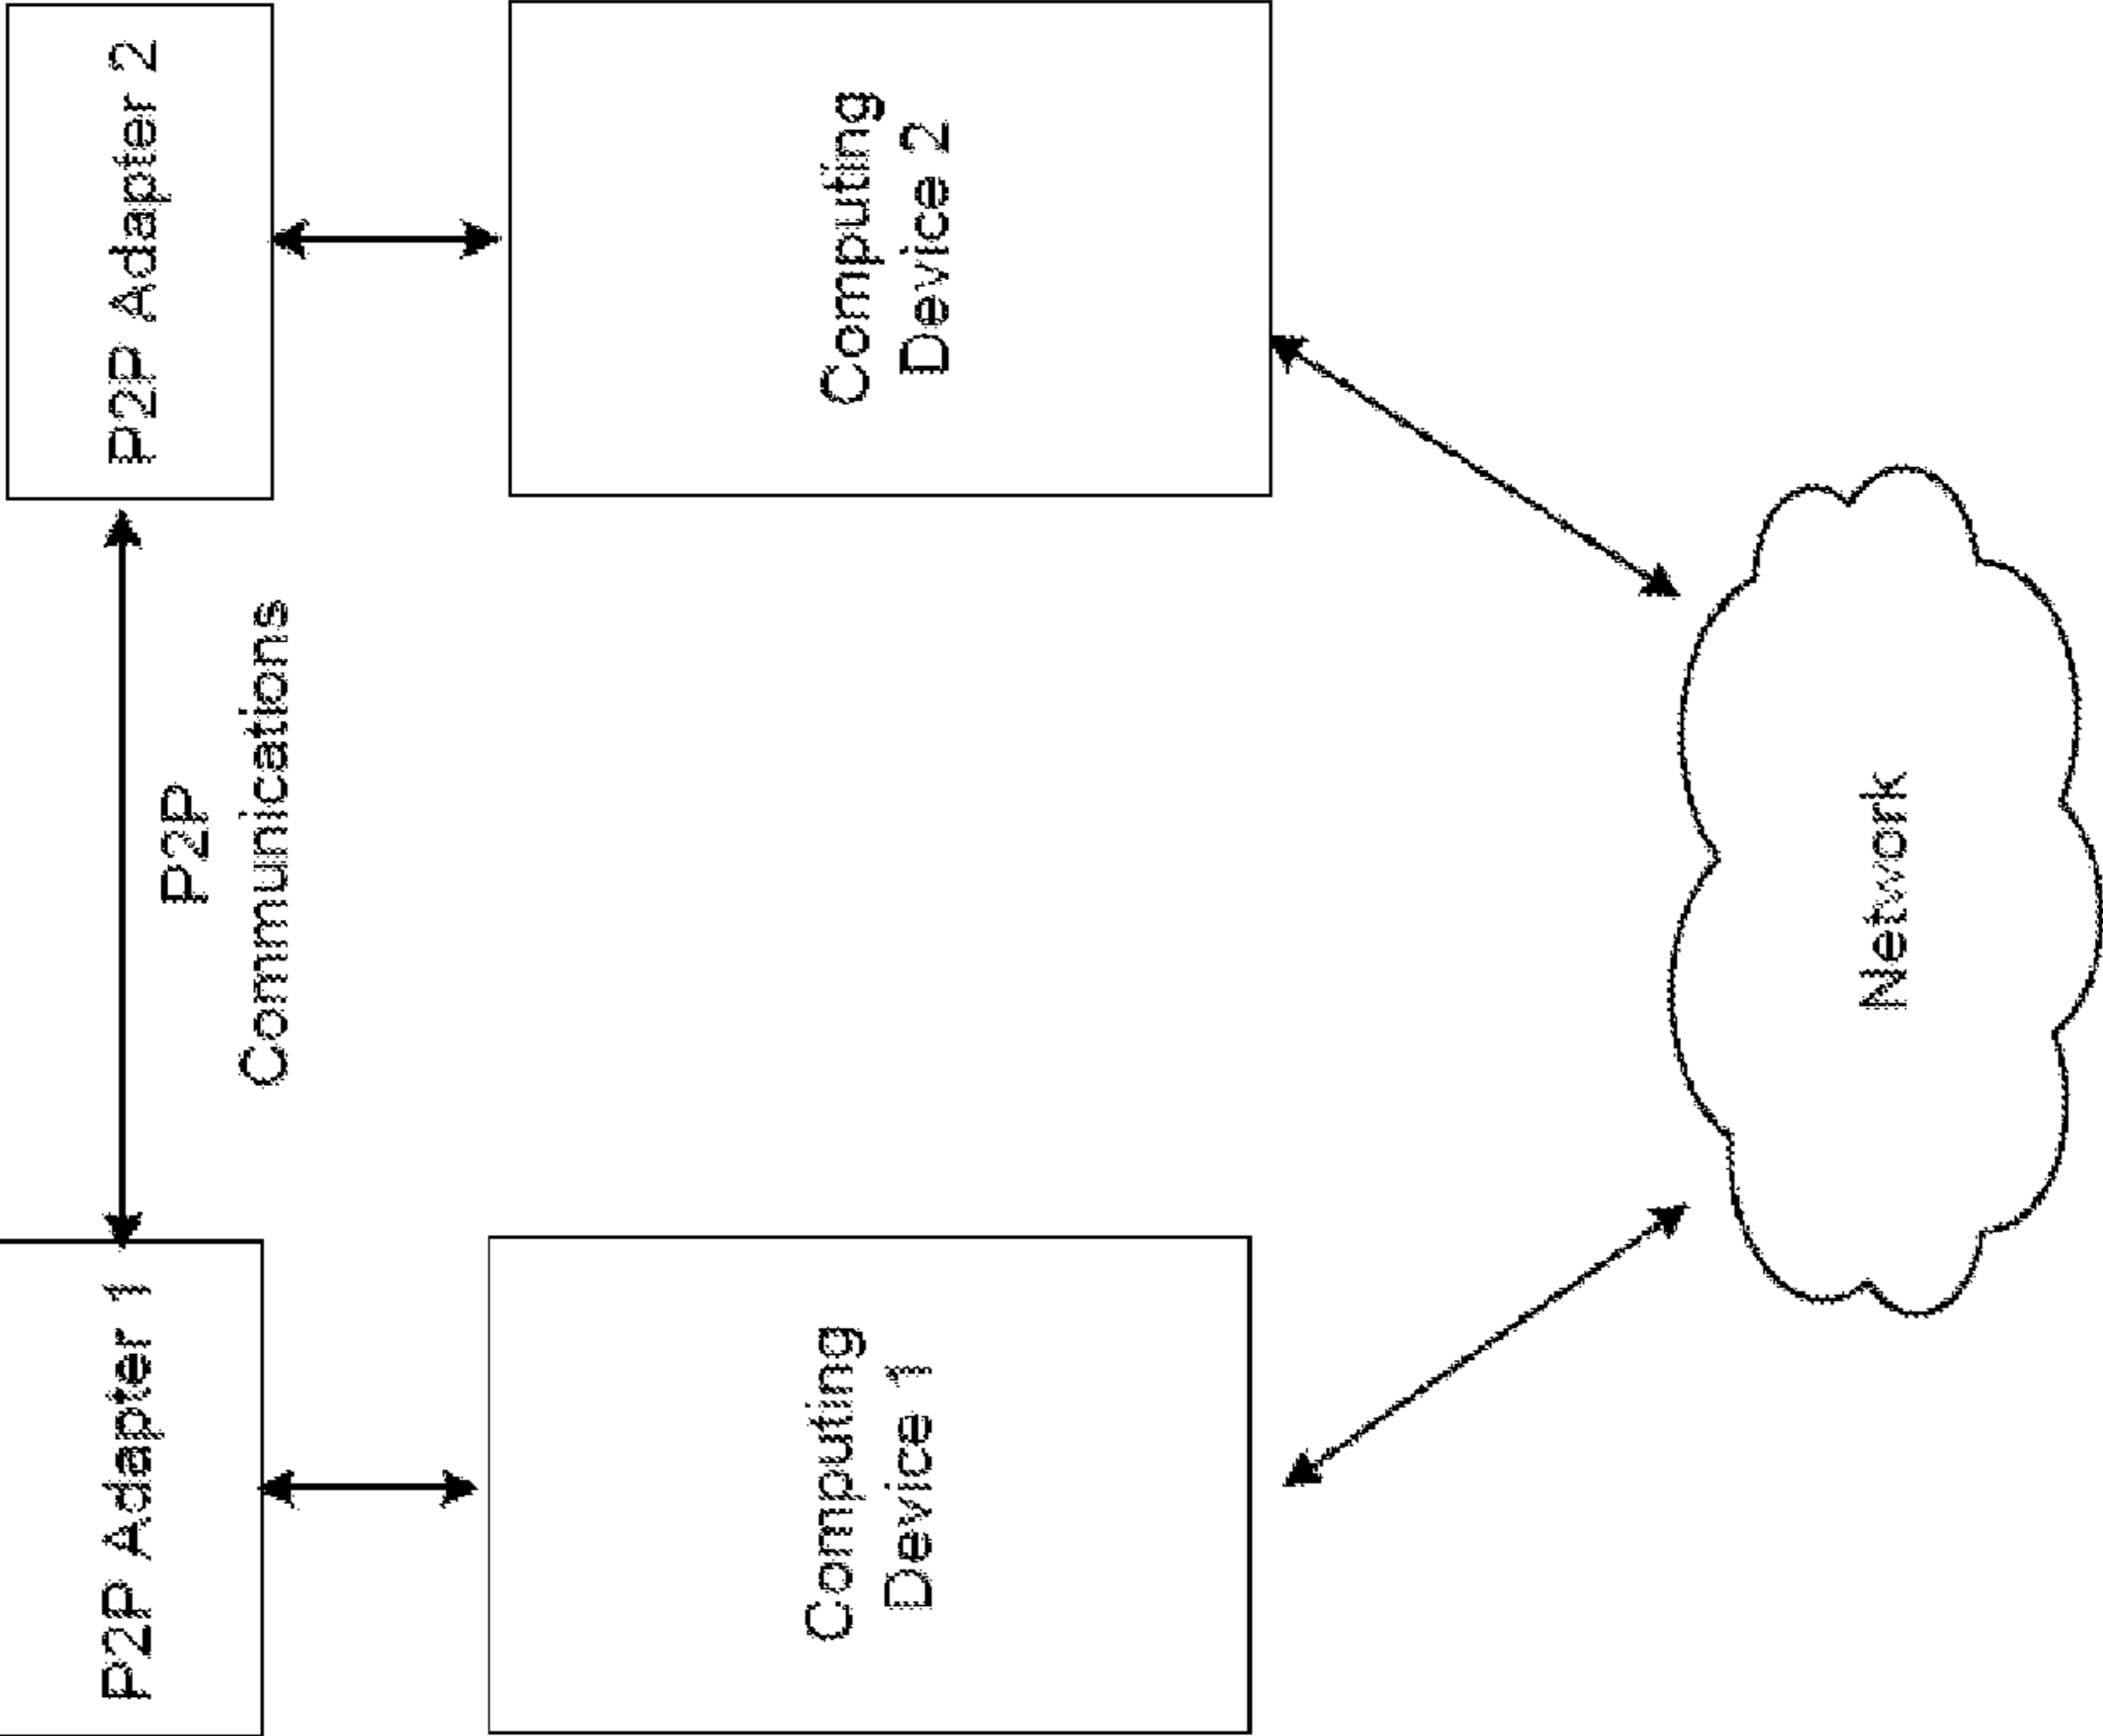 P2P Adapter 1
P2P
Communications
P2P Adapter 2
Computing
Device 1
Computing
Device 2
Network